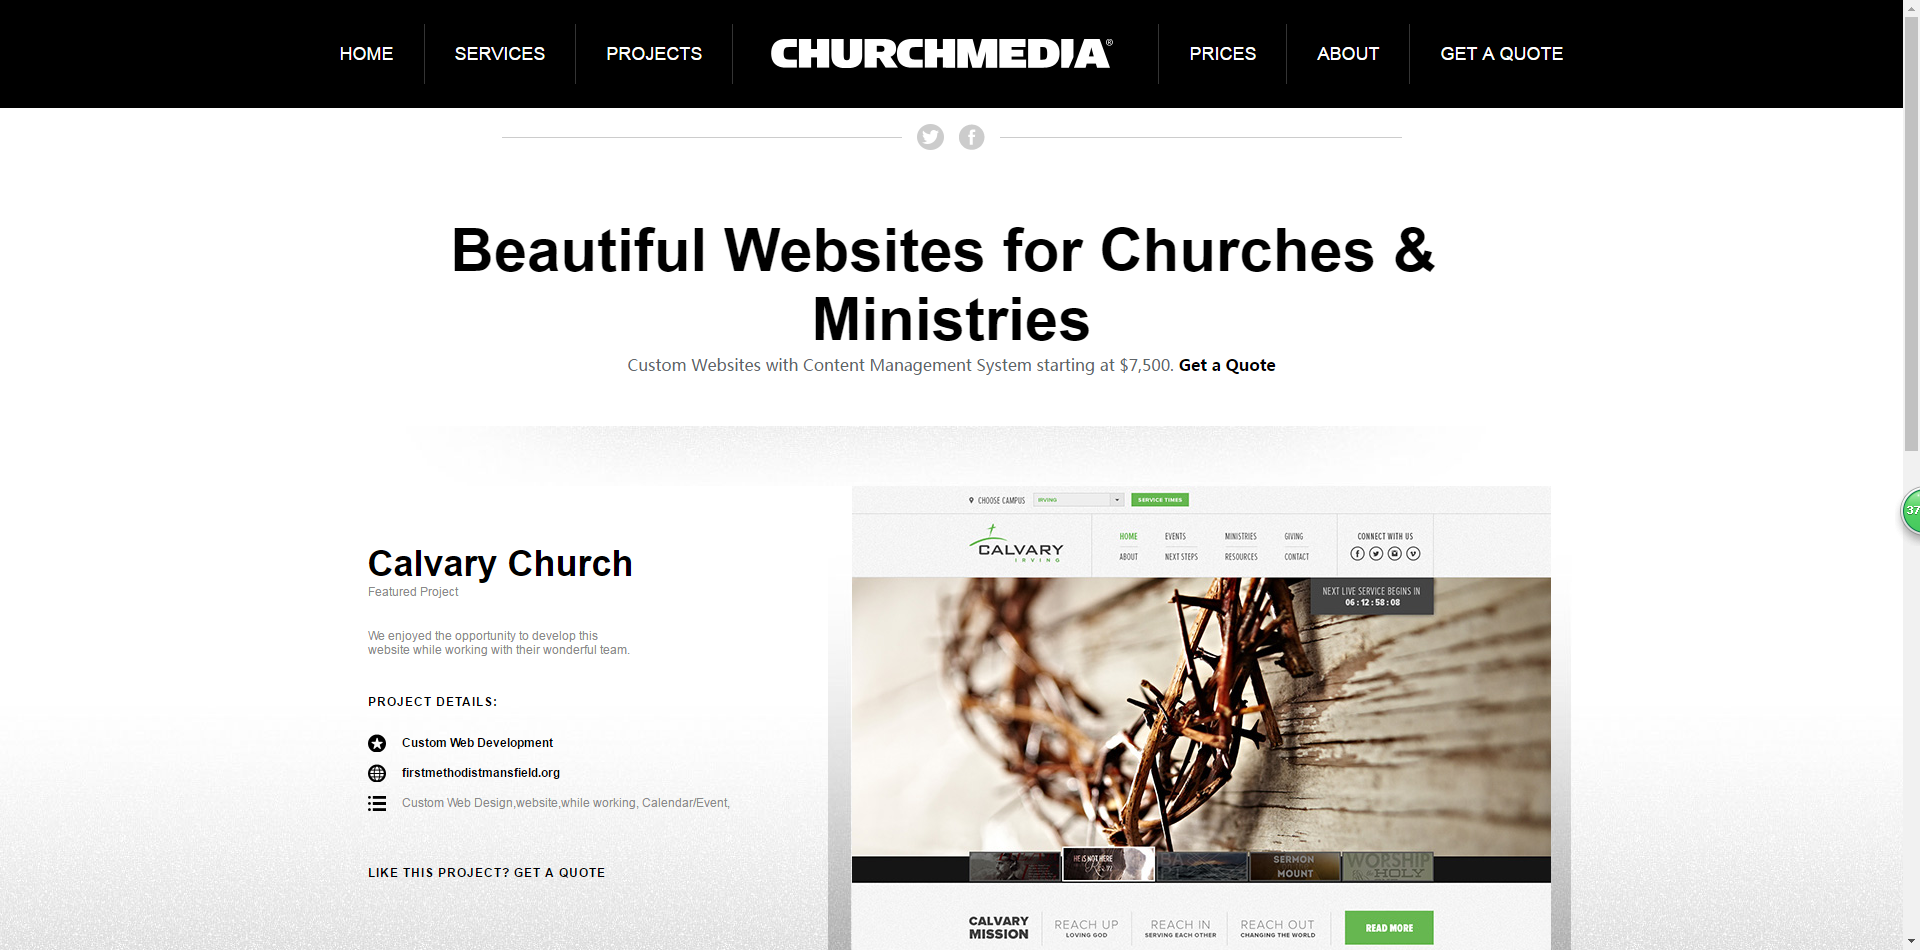 HOME
SERVICES
PROJECTS
CHURCHMEDIA®
PRICES
ABOUT
GET A QUOTE
Beautiful Websites for Churches &
Ministries
Custom Websites with Content Management System starting at $7,500. Get a Quote
Calvary Church
Featured Project
We enjoyed the opportunity to develop this
website while working with their wonderful team.
PROJECT DETAILS:
Custom Web Development
firstmethodistmansfield.org
Custom Web Design,website,while working, Calendar/Event,
LIKE THIS PROJECT? GET A QUOTE
CHOOSE CAMPUS
IRVING
SERVICE TIMES
CALVARY
IRVING
HOME
EVENTS
MINISTRIES
GIVING
ABOUT
NEXT STEPS
RESOURCES
CONTACT
CONNECT WITH US
NEXT LIVE SERVICE BEGINS IN
06 : 12 : 58 : 08
HE IS NOT HERE
Risen
SERMON
MOUNT
WORSHIP
HOLY
CALVARY
MISSION
REACH UP
LOVING GOD
REACH IN
SERVING EACH OTHER
REACH OUT
CHANGING THE WORLD
READ MORE
37